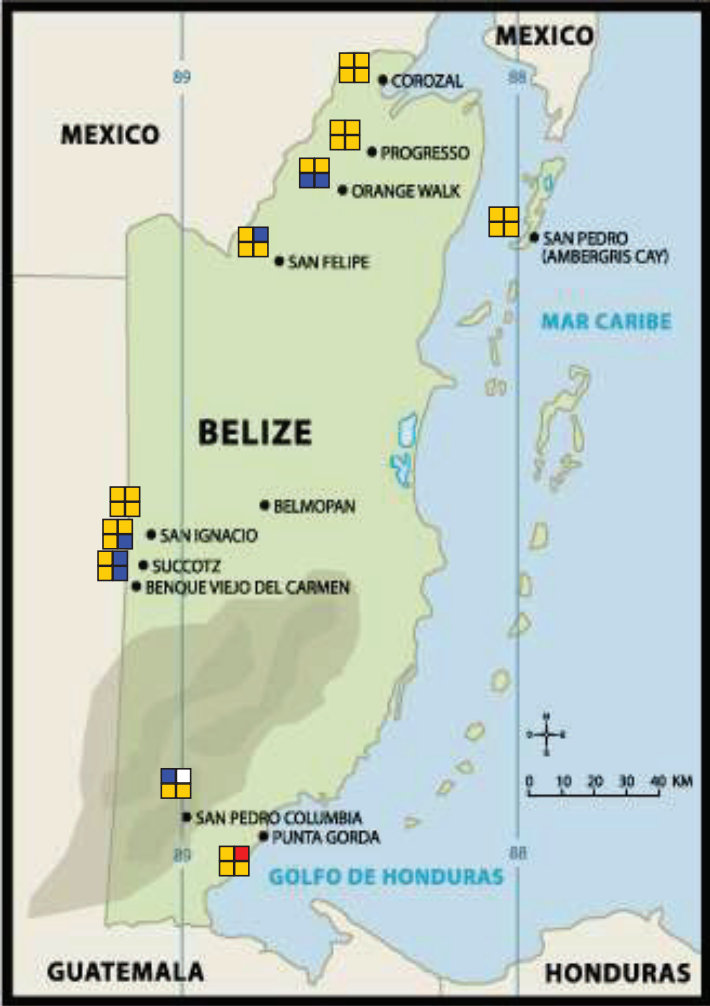 MEXICO
89
88
COROZAL
MEXICO
PROGRESSO
ORANGE WALK
SAN PEDRO
(AMBERGRIS CAY)
SAN FELIPE
MAR CARIBE
BELIZE
BELMOPAN
SAN IGNACIO
SUCCOTZ
BENQUE VIEJO DEL CARMEN
0 10 20 30 40 KM
SAN PEDRO COLUMBIA
PUNTA GORDA
89
88
GOLFO DE HONDURAS
GUATEMALA
HONDURAS